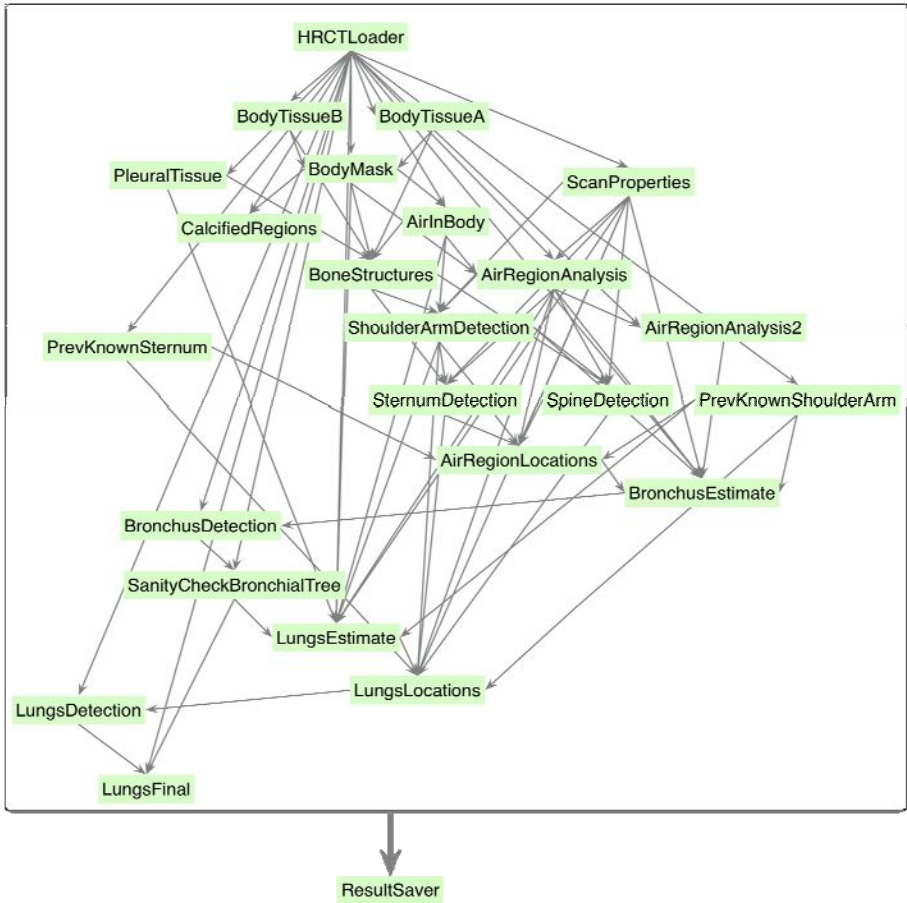 HRCTLoader
BodyTissueB
BodyTissueA
BodyMask
PleuralTissue
ScanProperties
AirInBody
CalcifiedRegions
BoneStructures
AirRegionAnalysis
ShoulderArmDetection
AirRegionAnalysis2
PrevKnownSternum
SternumDetection
SpineDetection
PrevKnownShoulderArm
AirRegionLocations
BronchusEstimate
BronchusDetection
SanityCheckBronchialTree
LungsEstimate
LungsLocations
LungsDetection
LungsFinal
ResultSaver